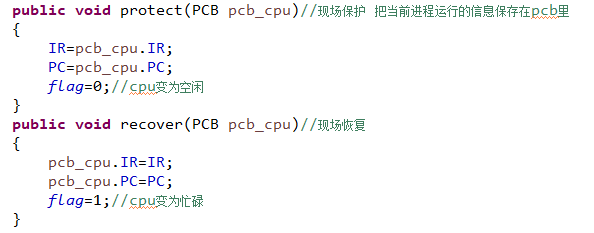 public void protect(PCB pcb_cpu)//现场保护 把当前进程运行的信息保存在pcb里
{
IR=pcb_cpu.IR;
PC=pcb_cpu.PC;
flag=0;//cpu变为空闲
}
public void recover(PCB pcb_cpu)//现场恢复
{
pcb_cpu.IR=IR;
pcb_cpu.PC=PC;
flag=1;//cpu变为忙碌
}